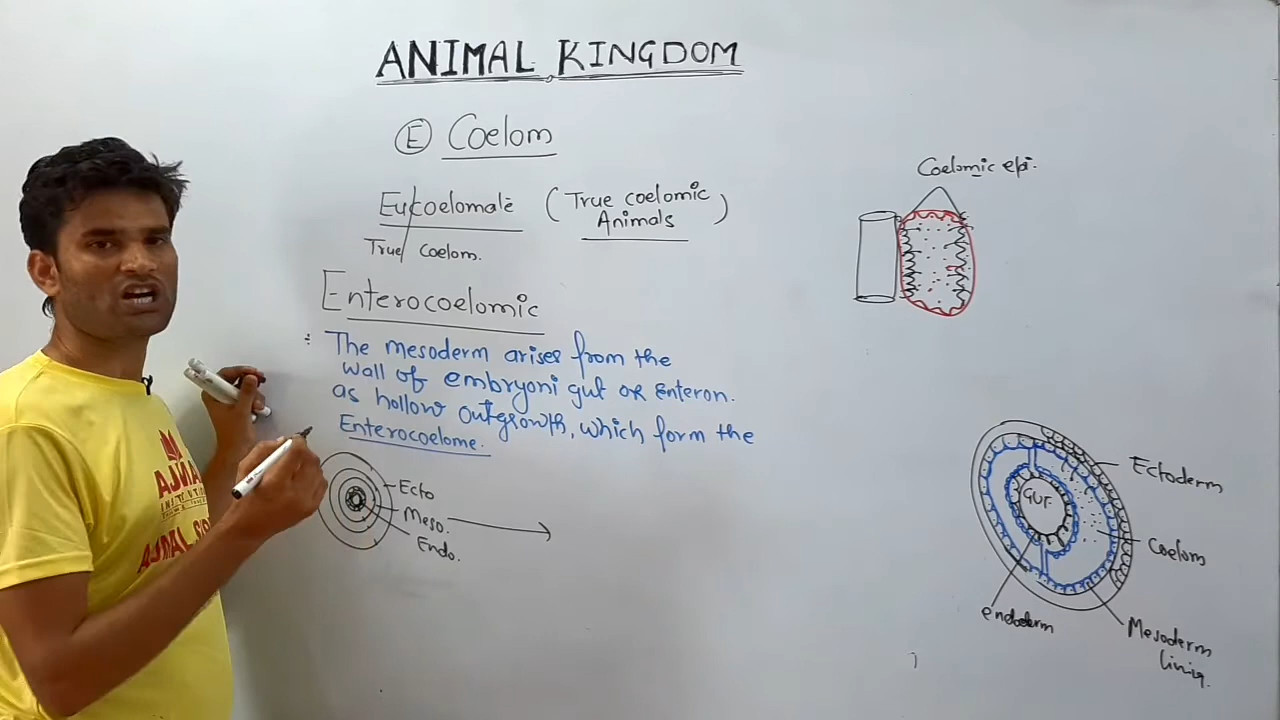 ANIMAL KINGDOM
Ⓔ Coelom
Eucoelomate (True coelomic
Animals)
True Coelom.
Enterocoelomic
The mesoderm arises from the
wall of embryoni gut or Enteron.
as hollow outgrowth, which form the
Enterocoelome.
Ecto
Meso.
Endo.
Coelomic epi.
GUT
Ectoderm
Coelom
endoderm
Mesoderm
lining.
AJMAL